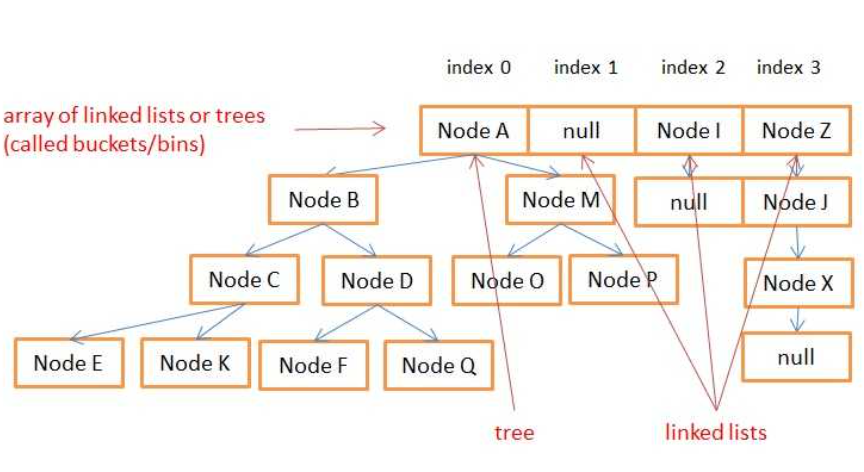 index 0 index 1 index 2 index 3
array of linked lists or trees
(called buckets/bins)
Node A null Node I Node Z
Node B Node M null Node J
Node C Node D Node O Node P Node X
Node E Node K Node F Node Q null
tree linked lists